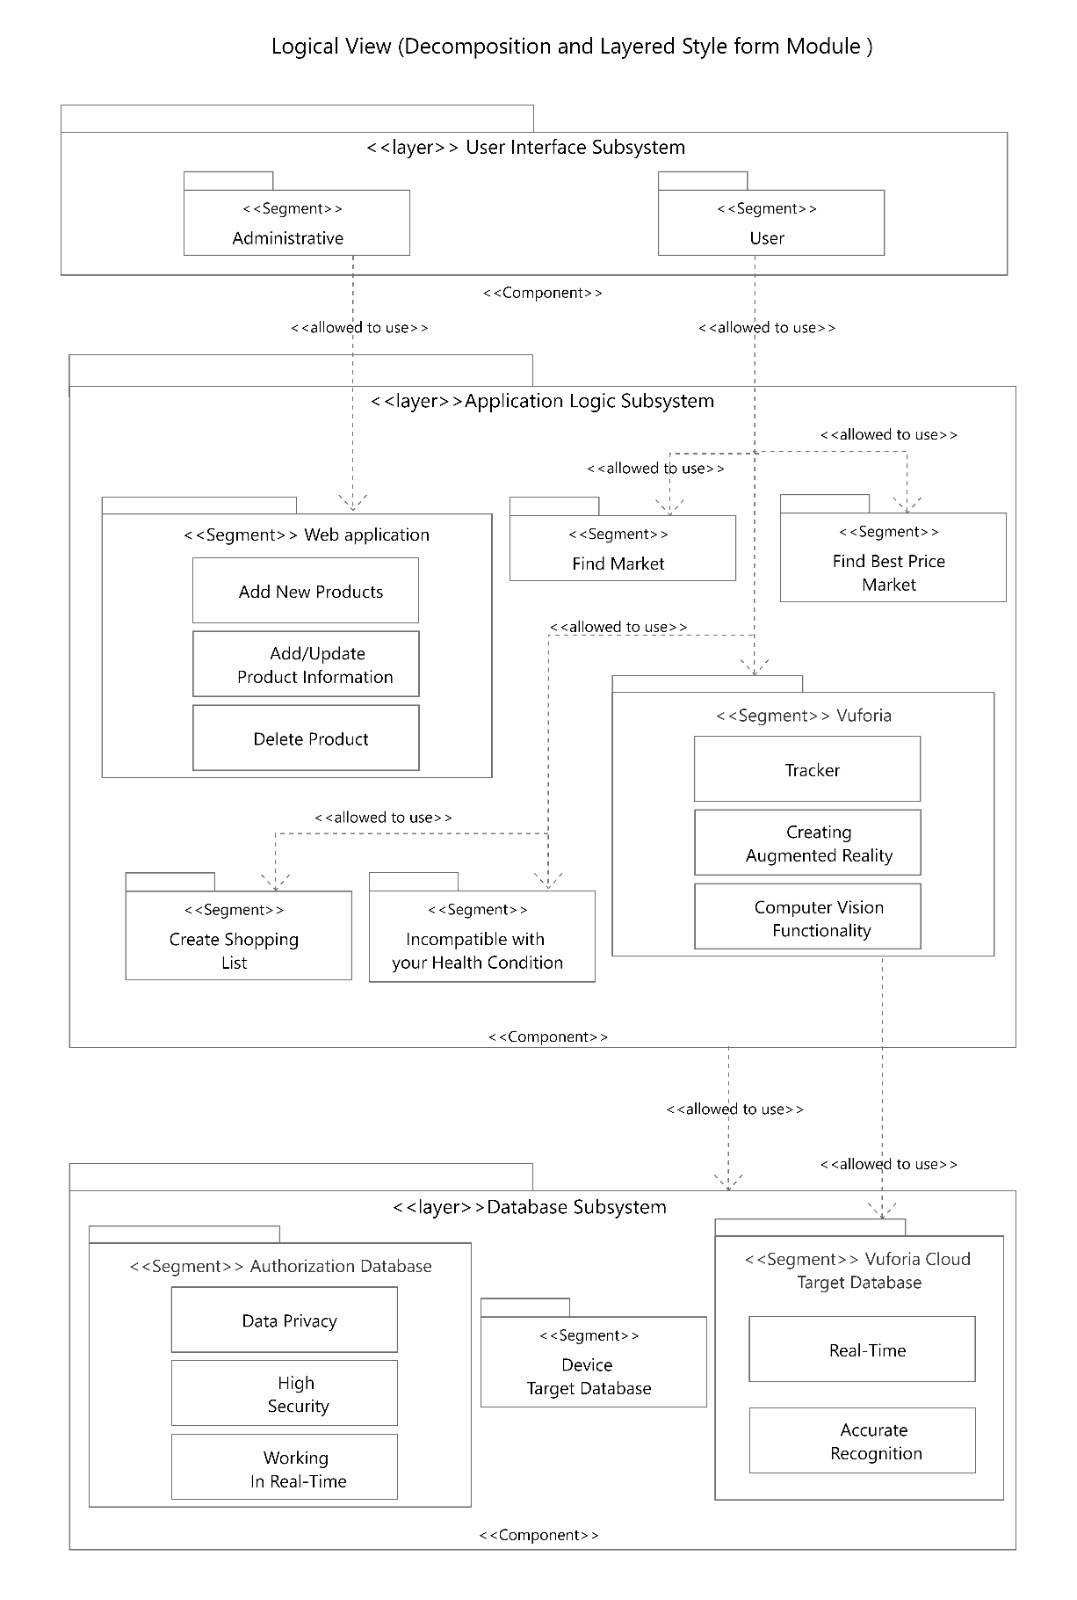 Logical View (Decomposition and Layered Style form Module )
<<layer>> User Interface Subsystem
<<Segment>>
Administrative
<<Segment>>
User
<<Component>>
<<allowed to use>>
<<allowed to use>>
<<layer>>Application Logic Subsystem
<<allowed to use>>
<<allowed to use>>
<<Segment>> Web application
Add New Products
Add/Update
Product Information
Delete Product
<<Segment>>
Find Market
<<Segment>>
Find Best Price
Market
<<allowed to use>>
<<Segment>> Vuforia
Tracker
Creating
Augmented Reality
Computer Vision
Functionality
<<allowed to use>>
<<Segment>>
Create Shopping
List
<<Segment>>
Incompatible with
your Health Condition
<<Component>>
<<allowed to use>>
<<allowed to use>>
<<layer>>Database Subsystem
<<Segment>> Authorization Database
Data Privacy
High
Security
Working
In Real-Time
<<Segment>>
Device
Target Database
<<Segment>> Vuforia Cloud
Target Database
Real-Time
Accurate
Recognition
<<Component>>